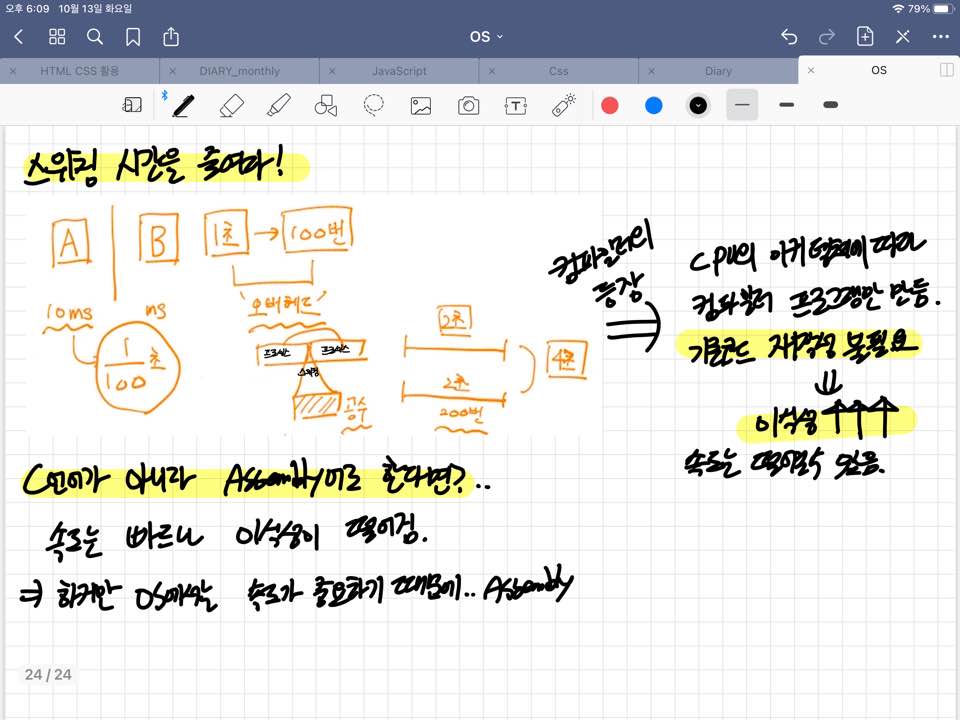 오후 6:09 10월 13일 화요일
79%
OS
HTML CSS 활용
DIARY_monthly
JavaScript
Css
Diary
OS
스위칭 시간을 줄여라!
A B 1초 → 100번
10ms ns
1/100 초
오버헤드
프로세스 프로세스
스위칭
공수
2초
2초
200번
4초
컴파일러의
등장
CPU의 아키텍쳐에 따라
컴파일러 프로그램만 만듬.
기존코드 재작성 불필요
이식성 ↑↑↑
속도는 떨어질수 있음.
C언어가 아니라 Assembly어로 한다면?..
속도는 빠르나 이식성이 떨어짐.
⇒ 하지만 OS에서는 속도가 중요하기 때문에.. Assembly
24 / 24